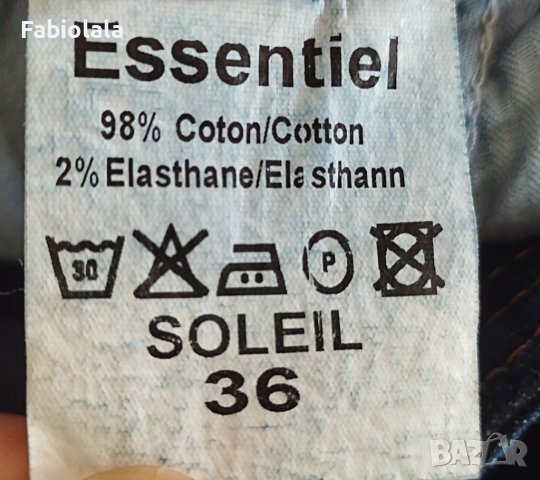 Fabiolala
Essentiel
98% Coton/Cotton
2% Elasthane/Elasthann
30 P
SOLEIL
36
BAZAR